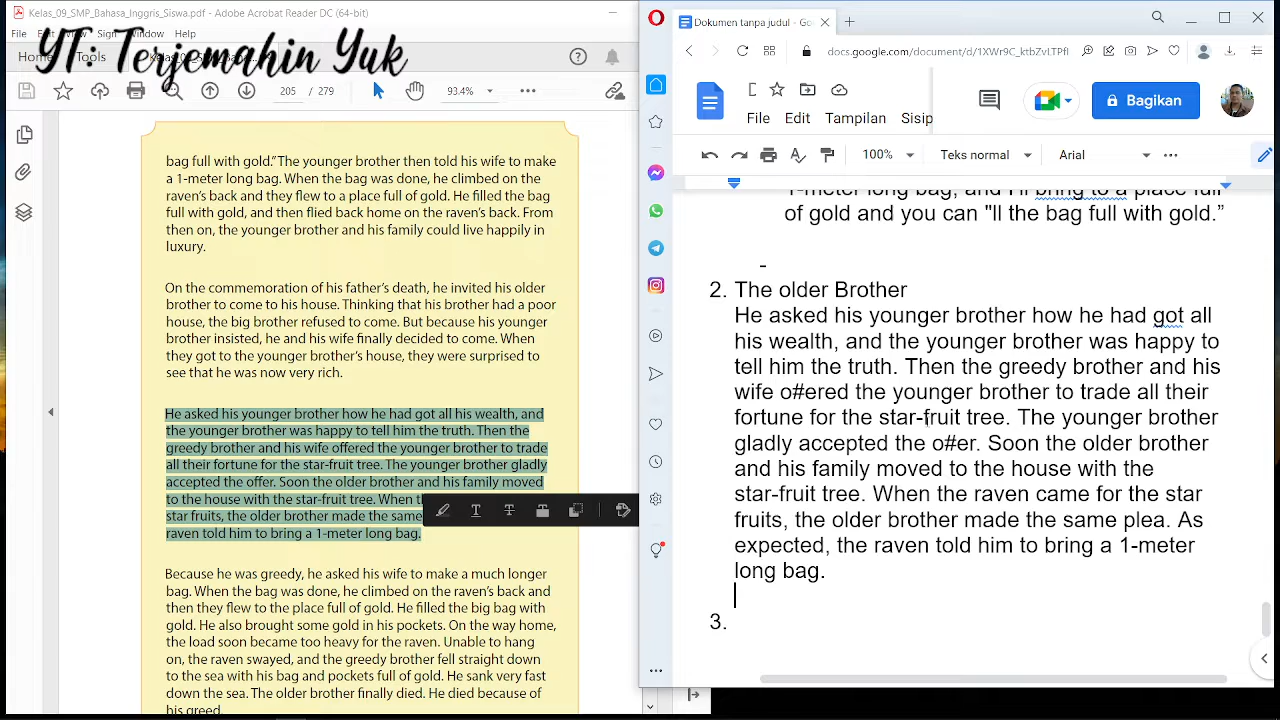 Kelas_09_SMP_Bahasa_Inggris_Siswa.pdf - Adobe Acrobat Reader DC (64-bit)
File
Sign
Window
Help
YT: Terjemahin Yuk
Home
Tools
205 / 279
93.4%
bag full with gold.” The younger brother then told his wife to make
a 1-meter long bag. When the bag was done, he climbed on the
raven’s back and they flew to a place full of gold. He filled the bag
full with gold, and then flied back home on the raven’s back. From
then on, the younger brother and his family could live happily in
luxury.
On the commemoration of his father’s death, he invited his older
brother to come to his house. Thinking that his brother had a poor
house, the big brother refused to come. But because his younger
brother insisted, he and his wife finally decided to come. When
they got to the younger brother’s house, they were surprised to
see that he was now very rich.
He asked his younger brother how he had got all his wealth, and
the younger brother was happy to tell him the truth. Then the
greedy brother and his wife offered the younger brother to trade
all their fortune for the star-fruit tree. The younger brother gladly
accepted the offer. Soon the older brother and his family moved
to the house with the star-fruit tree. When t
star fruits, the older brother made the same
raven told him to bring a 1-meter long bag.
Because he was greedy, he asked his wife to make a much longer
bag. When the bag was done, he climbed on the raven’s back and
then they flew to the place full of gold. He filled the big bag with
gold. He also brought some gold in his pockets. On the way home,
the load soon became too heavy for the raven. Unable to hang
on, the raven swayed, and the greedy brother fell straight down
to the sea with his bag and pockets full of gold. He sank very fast
down the sea. The older brother finally died. He died because of
his greed.
Dokumen tanpa judul - Go
docs.google.com/document/d/1XWr9C_ktbZvLTPfl
Bagikan
File
Edit
Tampilan
Sisip
100%
Teks normal
Arial
1-meter long bag, and I'll bring to a place full
of gold and you can "ll the bag full with gold.”
-
2. The older Brother
He asked his younger brother how he had got all
his wealth, and the younger brother was happy to
tell him the truth. Then the greedy brother and his
wife o#ered the younger brother to trade all their
fortune for the star-fruit tree. The younger brother
gladly accepted the o#er. Soon the older brother
and his family moved to the house with the
star-fruit tree. When the raven came for the star
fruits, the older brother made the same plea. As
expected, the raven told him to bring a 1-meter
long bag.
3.